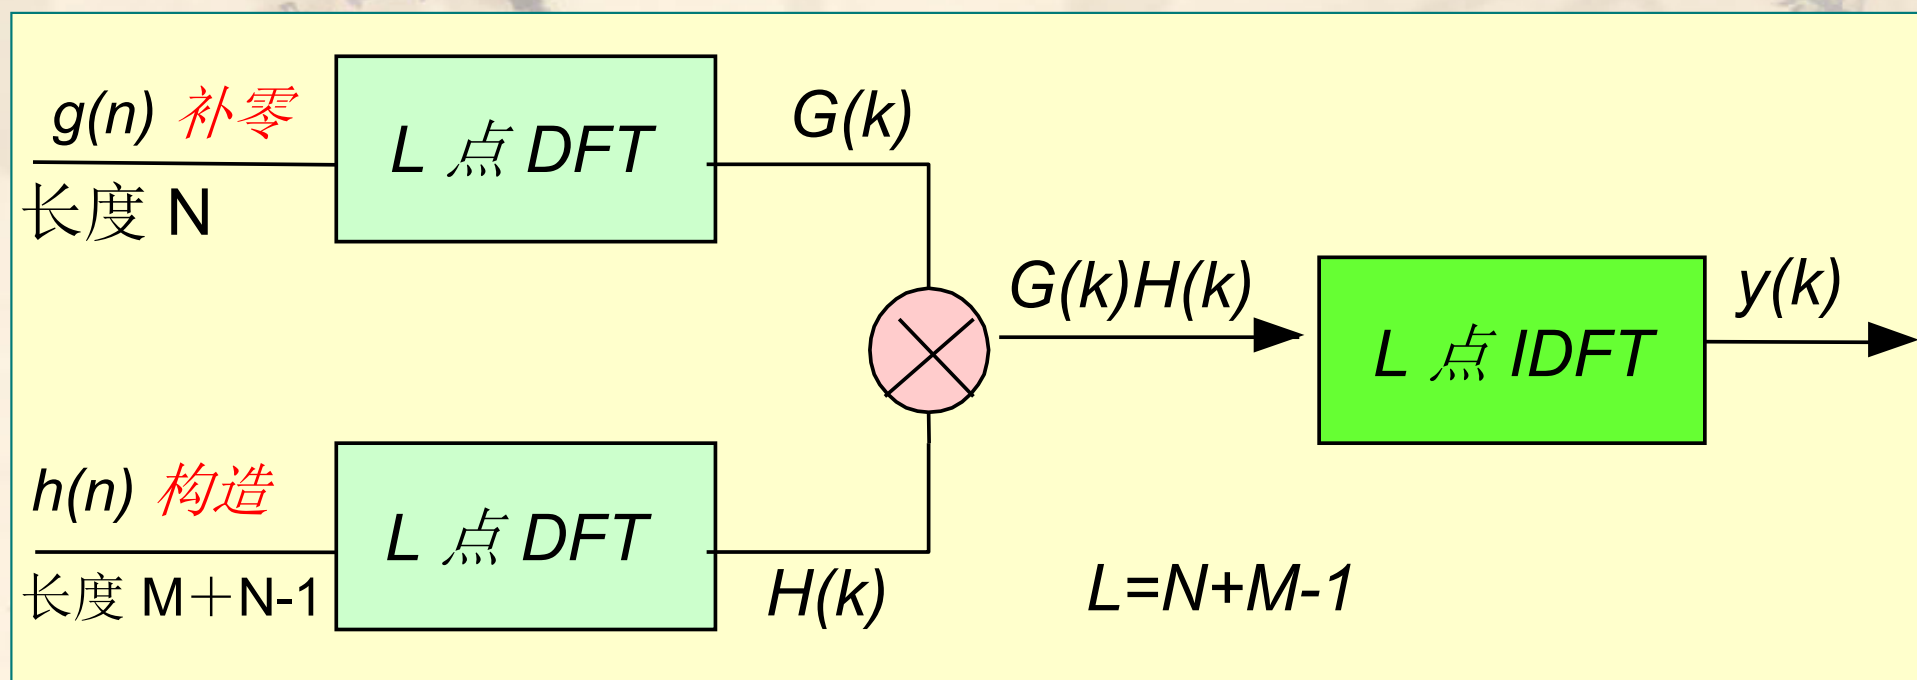 g(n) 补零
长度 N
L 点 DFT
G(k)
h(n) 构造
长度 M＋N-1
L 点 DFT
H(k)
G(k)H(k)
L 点 IDFT
y(k)
L=N+M-1